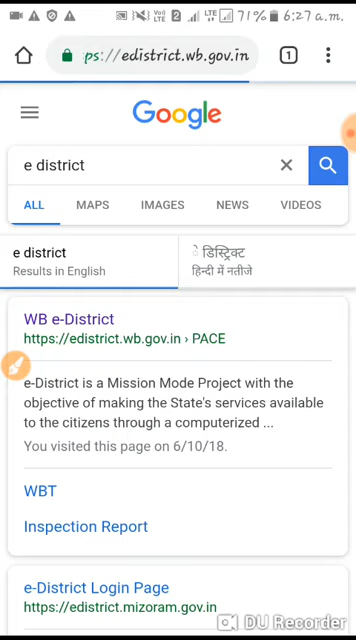 71% 6:27 a.m.
ps://edistrict.wb.gov.in
1
Google
e district
ALL MAPS IMAGES NEWS VIDEOS
e district
Results in English
े डिस्ट्रिक्ट
हिन्दी में नतीजे
WB e-District
https://edistrict.wb.gov.in › PACE
e-District is a Mission Mode Project with the
objective of making the State's services available
to the citizens through a computerized ...
You visited this page on 6/10/18.
WBT
Inspection Report
e-District Login Page
https://edistrict.mizoram.gov.in
DU Recorder